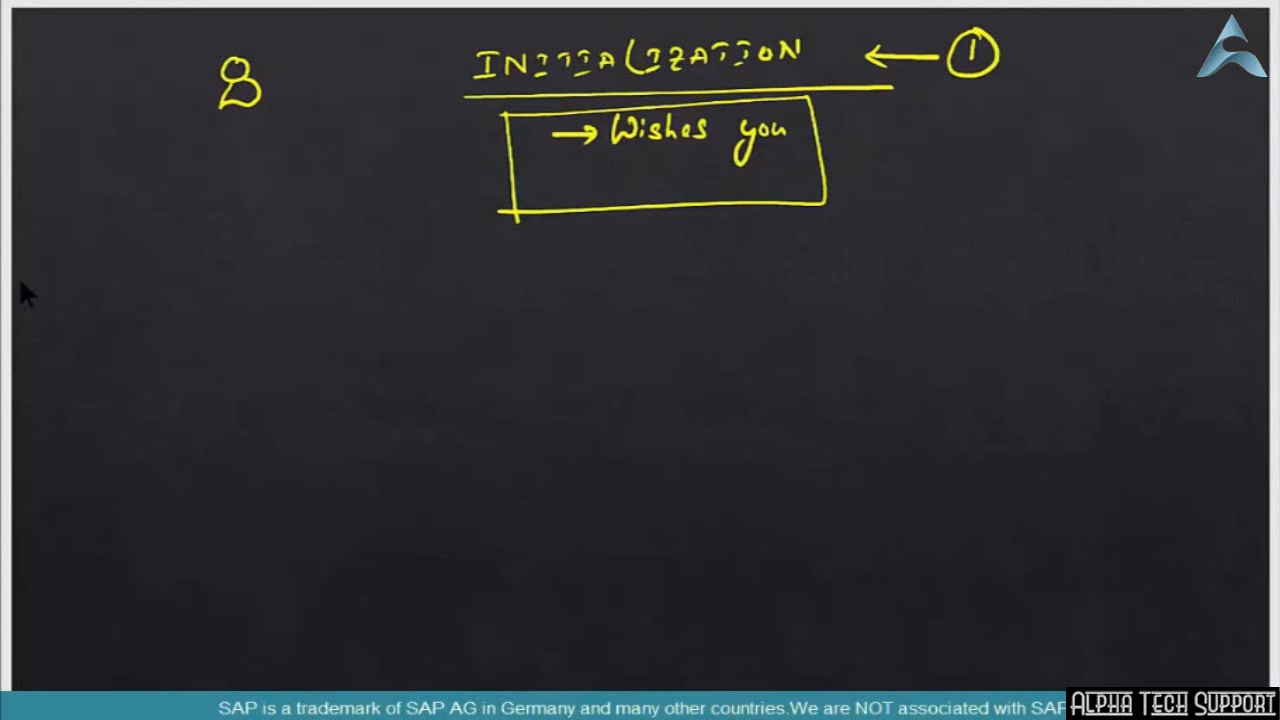 INITIALIZATION ← 1
→ Wishes you
SAP is a trademark of SAP AG in Germany and many other countries.We are NOT associated with SAP
ALPHA TECH SUPPORT